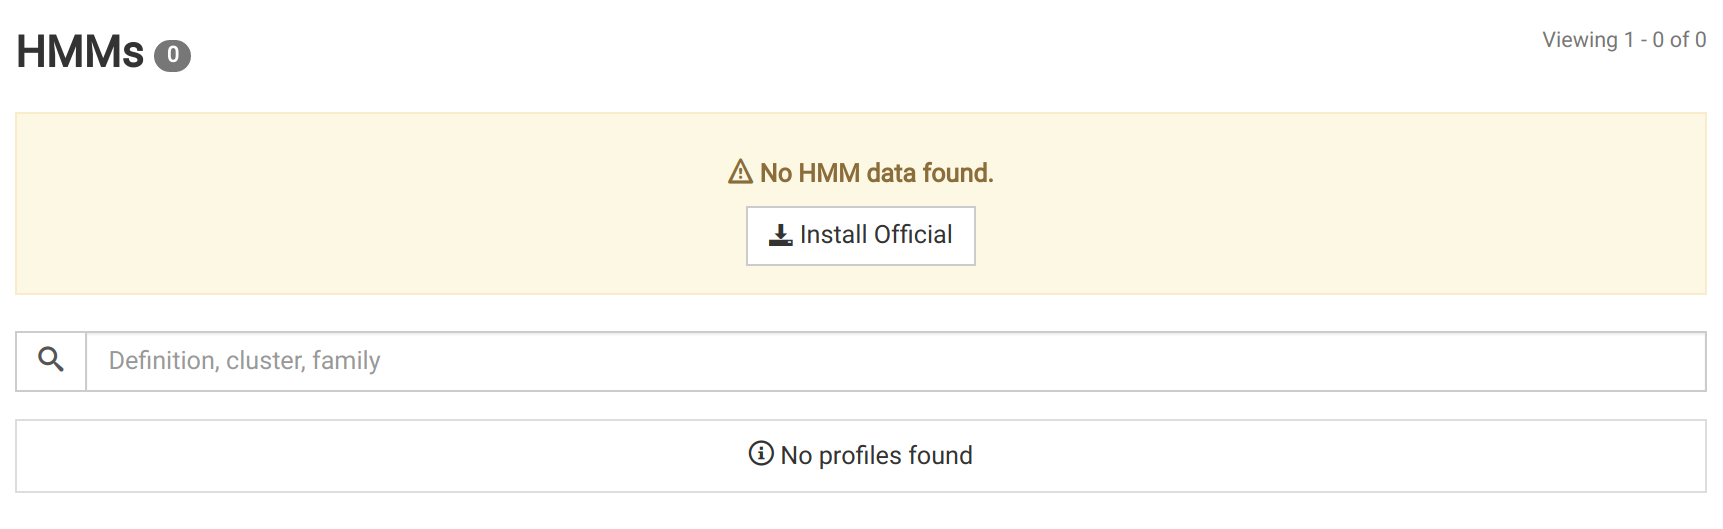 HMMs 0
Viewing 1 - 0 of 0
No HMM data found.
Install Official
Definition, cluster, family
No profiles found